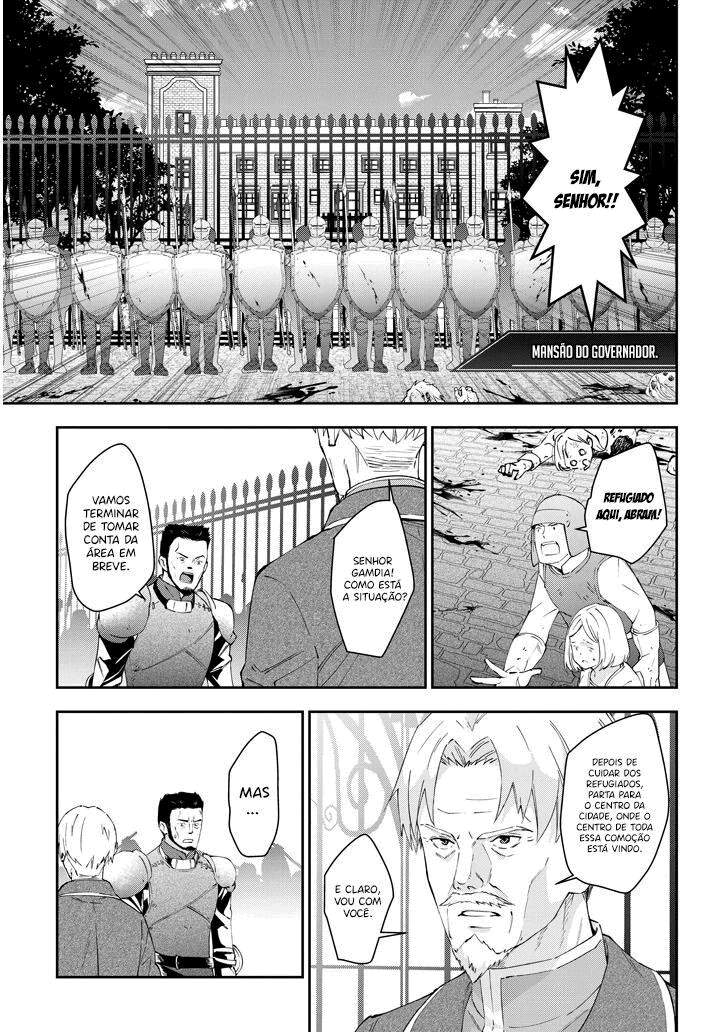 SIM,
SENHOR!!
MANSÃO DO GOVERNADOR.
REFUGIADO
AQUI, ABRAM!
SENHOR
GAMDIA!
COMO ESTÁ
A
SITUAÇÃO?
VAMOS
TERMINAR
DE TOMAR
CONTA DA
ÁREA EM
BREVE.
DEPOIS DE
CUIDAR DOS
REFUGIADOS,
PARTA PARA
O CENTRO DA
CIDADE, ONDE O
CENTRO DE TODA
ESSA COMOÇÃO
ESTÁ VINDO.
E CLARO,
VOU COM
VOCÊ.
MAS
...